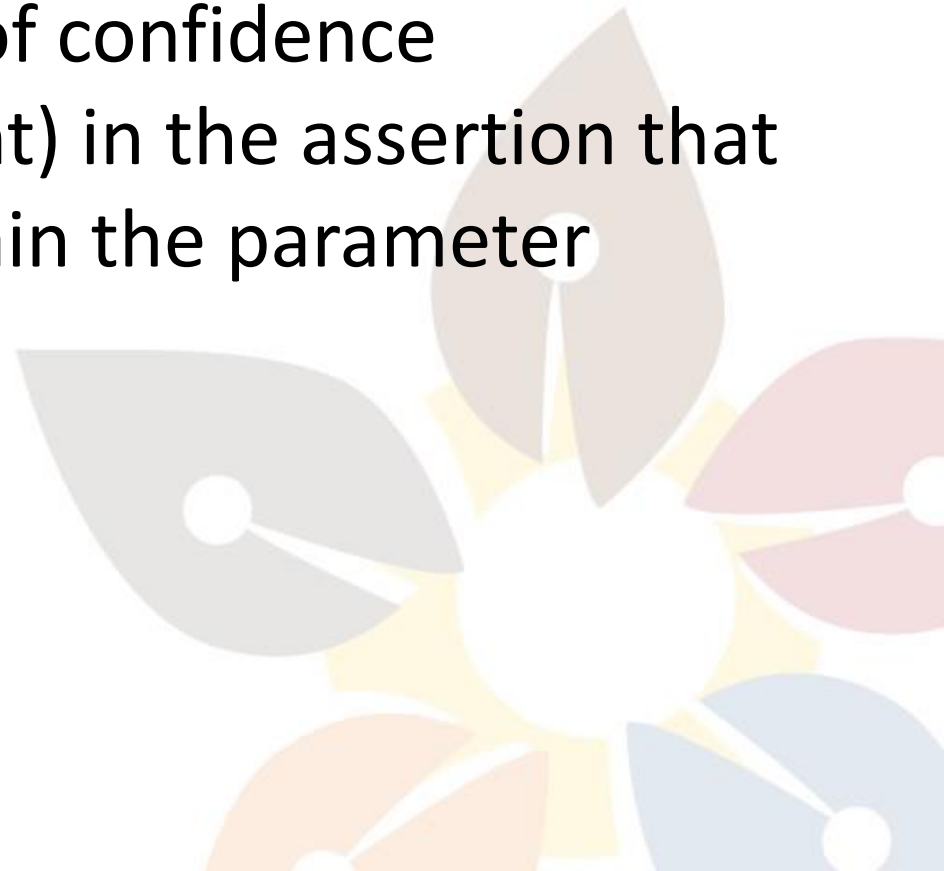 of confidence
t) in the assertion that
in the parameter